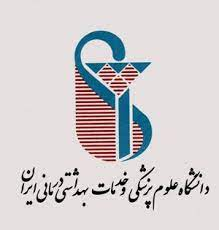 دانشگاه علوم پزشکی و خدمات بهداشتی درمانی ایران